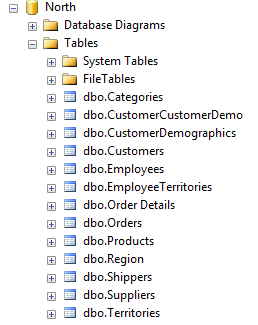 North
Database Diagrams
Tables
System Tables
FileTables
dbo.Categories
dbo.CustomerCustomerDemo
dbo.CustomerDemographics
dbo.Customers
dbo.Employees
dbo.EmployeeTerritories
dbo.Order Details
dbo.Orders
dbo.Products
dbo.Region
dbo.Shippers
dbo.Suppliers
dbo.Territories